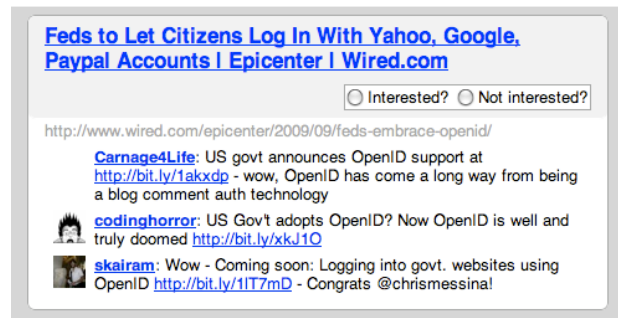 Feds to Let Citizens Log In With Yahoo, Google,
Paypal Accounts | Epicenter | Wired.com
Interested? Not interested?
http://www.wired.com/epicenter/2009/09/feds-embrace-openid/
Carnage4Life: US govt announces OpenID support at
http://bit.ly/1akxdp - wow, OpenID has come a long way from being
a blog comment auth technology
codinghorror: US Gov't adopts OpenID? Now OpenID is well and
truly doomed http://bit.ly/xkJ1O
skairam: Wow - Coming soon: Logging into govt. websites using
OpenID http://bit.ly/1lT7mD - Congrats @chrismessina!